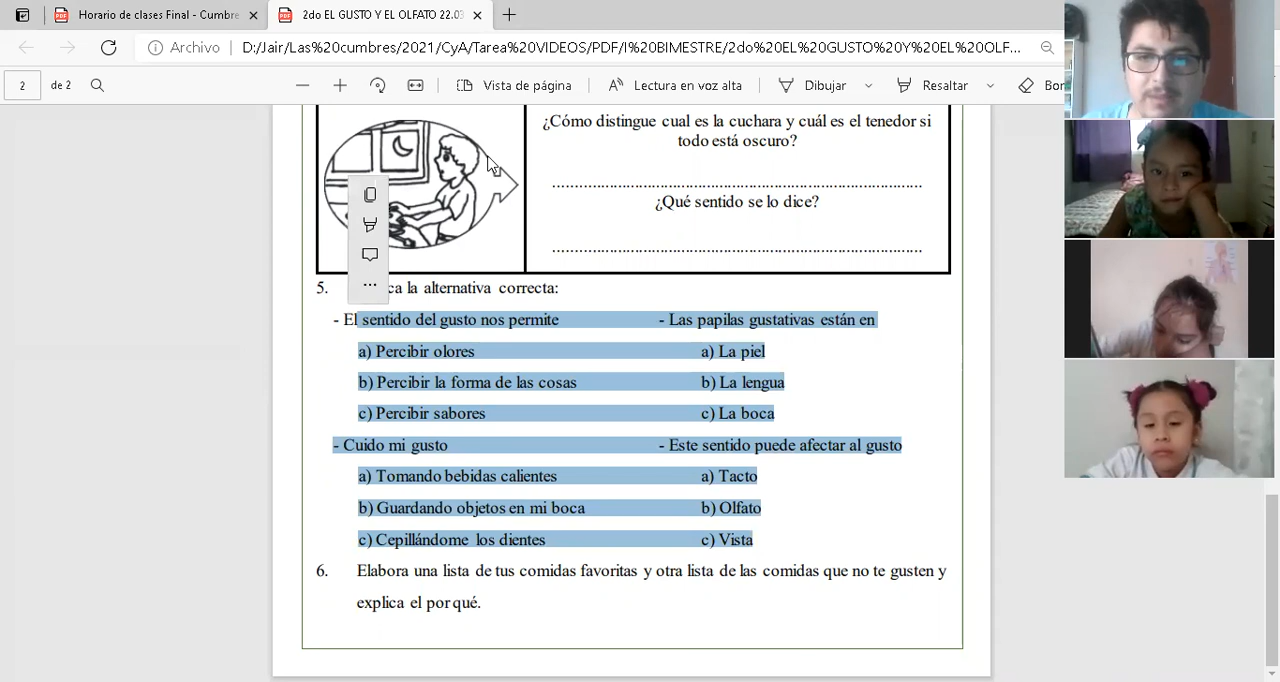 Horario de clases Final - Cumbre
2do EL GUSTO Y EL OLFATO 22.03
Archivo
D:/Jair/Las%20cumbres/2021/CyA/Tarea%20VIDEOS/PDF/I%20BIMESTRE/2do%20EL%20GUSTO%20Y%20EL%20OLF...
2 de 2
Vista de página
Lectura en voz alta
Dibujar
Resaltar
Bor
¿Cómo distingue cual es la cuchara y cuál es el tenedor si
todo está oscuro?
¿Qué sentido se lo dice?
5. ca la alternativa correcta:
- El sentido del gusto nos permite - Las papilas gustativas están en
a) Percibir olores a) La piel
b) Percibir la forma de las cosas b) La lengua
c) Percibir sabores c) La boca
- Cuido mi gusto - Este sentido puede afectar al gusto
a) Tomando bebidas calientes a) Tacto
b) Guardando objetos en mi boca b) Olfato
c) Cepillándome los dientes c) Vista
6. Elabora una lista de tus comidas favoritas y otra lista de las comidas que no te gusten y
explica el por qué.